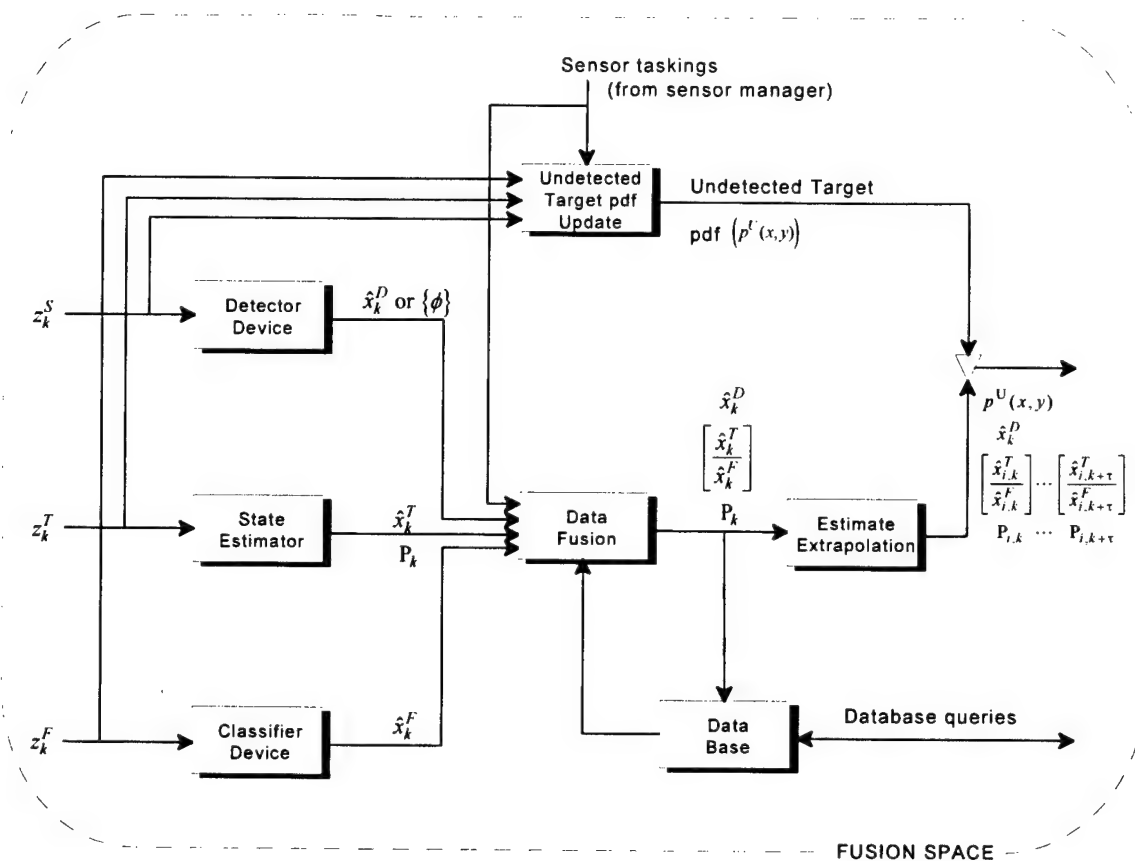 Sensor taskings
(from sensor manager)
Undetected
Target pdf
Update
Undetected Target
pdf (p^U(x,y))
z_k^S
Detector
Device
x̂_k^D or {ϕ}
p^U(x,y)
x̂_k^D
[x̂_{i,k}^T / x̂_{i,k}^F] ⋯ [x̂_{i,k+τ}^T / x̂_{i,k+τ}^F]
P_{i,k} ⋯ P_{i,k+τ}
x̂_k^D
[x̂_k^T / x̂_k^F]
P_k
z_k^T
State
Estimator
x̂_k^T
P_k
Data
Fusion
Estimate
Extrapolation
z_k^F
Classifier
Device
x̂_k^F
Data
Base
Database queries
FUSION SPACE